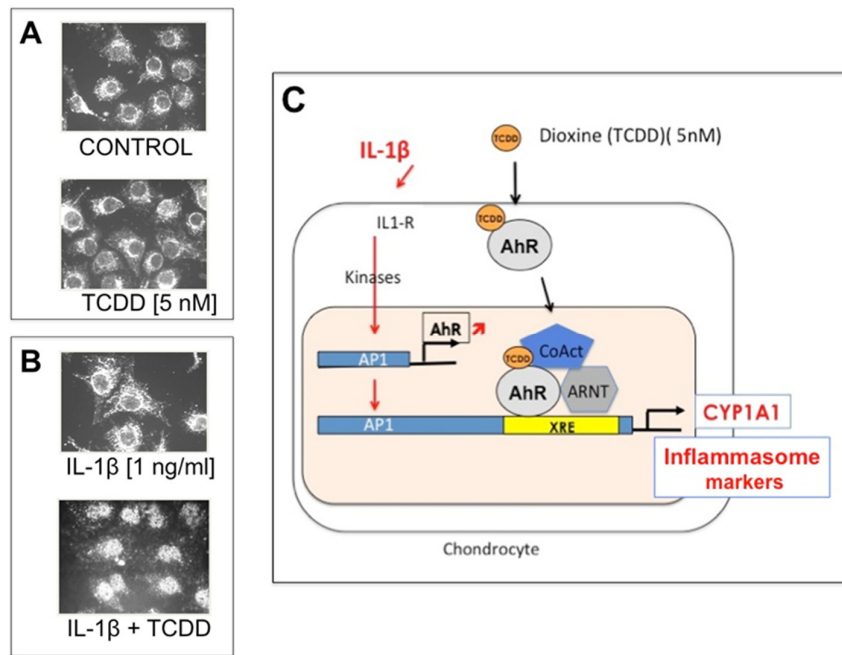 A
CONTROL
TCDD [5 nM]
B
IL-1β [1 ng/ml]
IL-1β + TCDD
C
TCDD
Dioxine (TCDD)( 5nM)
IL-1β
IL1-R
TCDD
AhR
Kinases
AhR
AP1
TCDD
CoAct
AhR
ARNT
AP1
XRE
CYP1A1
Inflammasome
markers
Chondrocyte